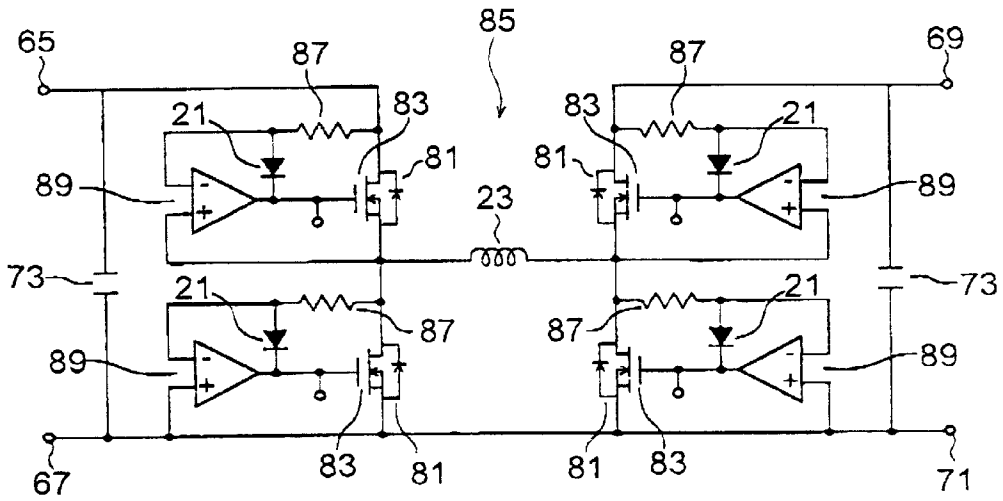 65 87 83 85 83 87 69
21 81 81 21
89 - + 23 - + 89
73 73
21 87 87 21
89 - + - + 89
67 83 81 81 83 71